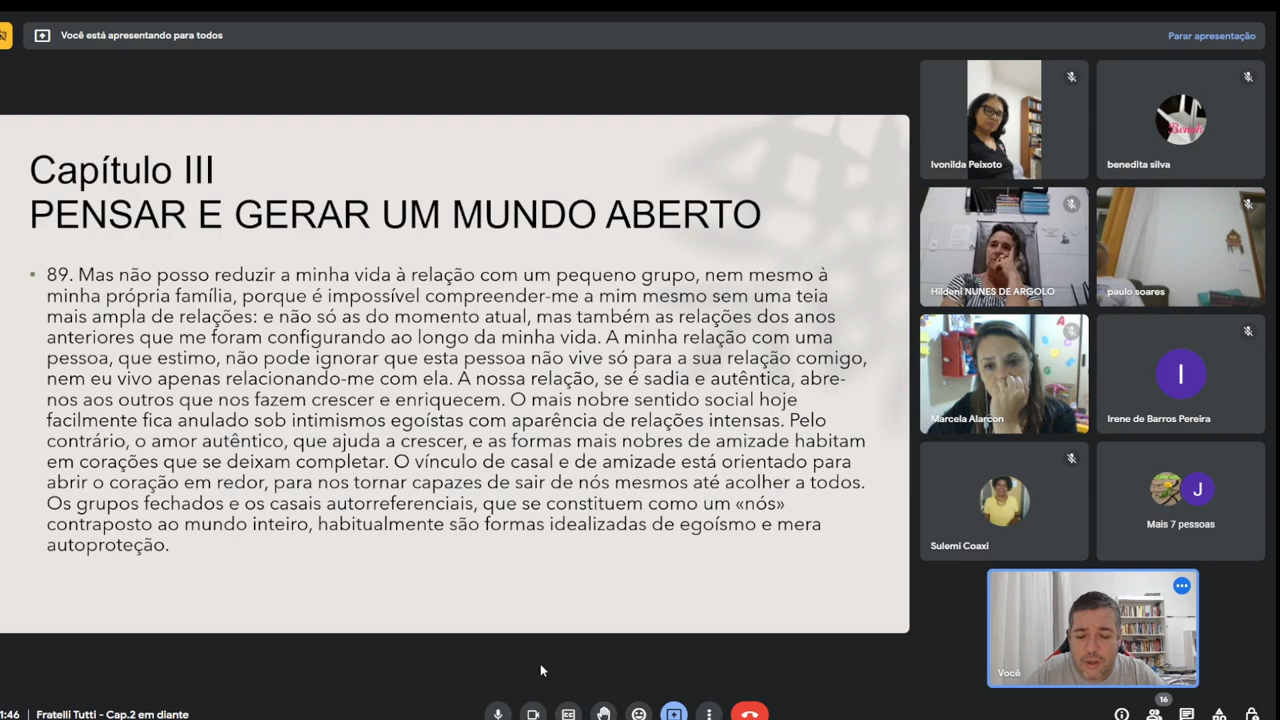 Você está apresentando para todos
Parar apresentação
Capítulo III
PENSAR E GERAR UM MUNDO ABERTO
• 89. Mas não posso reduzir a minha vida à relação com um pequeno grupo, nem mesmo à
minha própria família, porque é impossível compreender-me a mim mesmo sem uma teia
mais ampla de relações: e não só as do momento atual, mas também as relações dos anos
anteriores que me foram configurando ao longo da minha vida. A minha relação com uma
pessoa, que estimo, não pode ignorar que esta pessoa não vive só para a sua relação comigo,
nem eu vivo apenas relacionando-me com ela. A nossa relação, se é sadia e autêntica, abre-
nos aos outros que nos fazem crescer e enriquecem. O mais nobre sentido social hoje
facilmente fica anulado sob intimismos egoístas com aparência de relações intensas. Pelo
contrário, o amor autêntico, que ajuda a crescer, e as formas mais nobres de amizade habitam
em corações que se deixam completar. O vínculo de casal e de amizade está orientado para
abrir o coração em redor, para nos tornar capazes de sair de nós mesmos até acolher a todos.
Os grupos fechados e os casais autorreferenciais, que se constituem como um «nós»
contraposto ao mundo inteiro, habitualmente são formas idealizadas de egoísmo e mera
autoproteção.
Ivonilda Peixoto
benedita silva
Hildeni NUNES DE ARGOLO
paulo soares
Marcela Alarcon
I
Irene de Barros Pereira
Sulemi Coaxi
J
Mais 7 pessoas
Você
1:46 | Fratelli Tutti - Cap.2 em diante
16